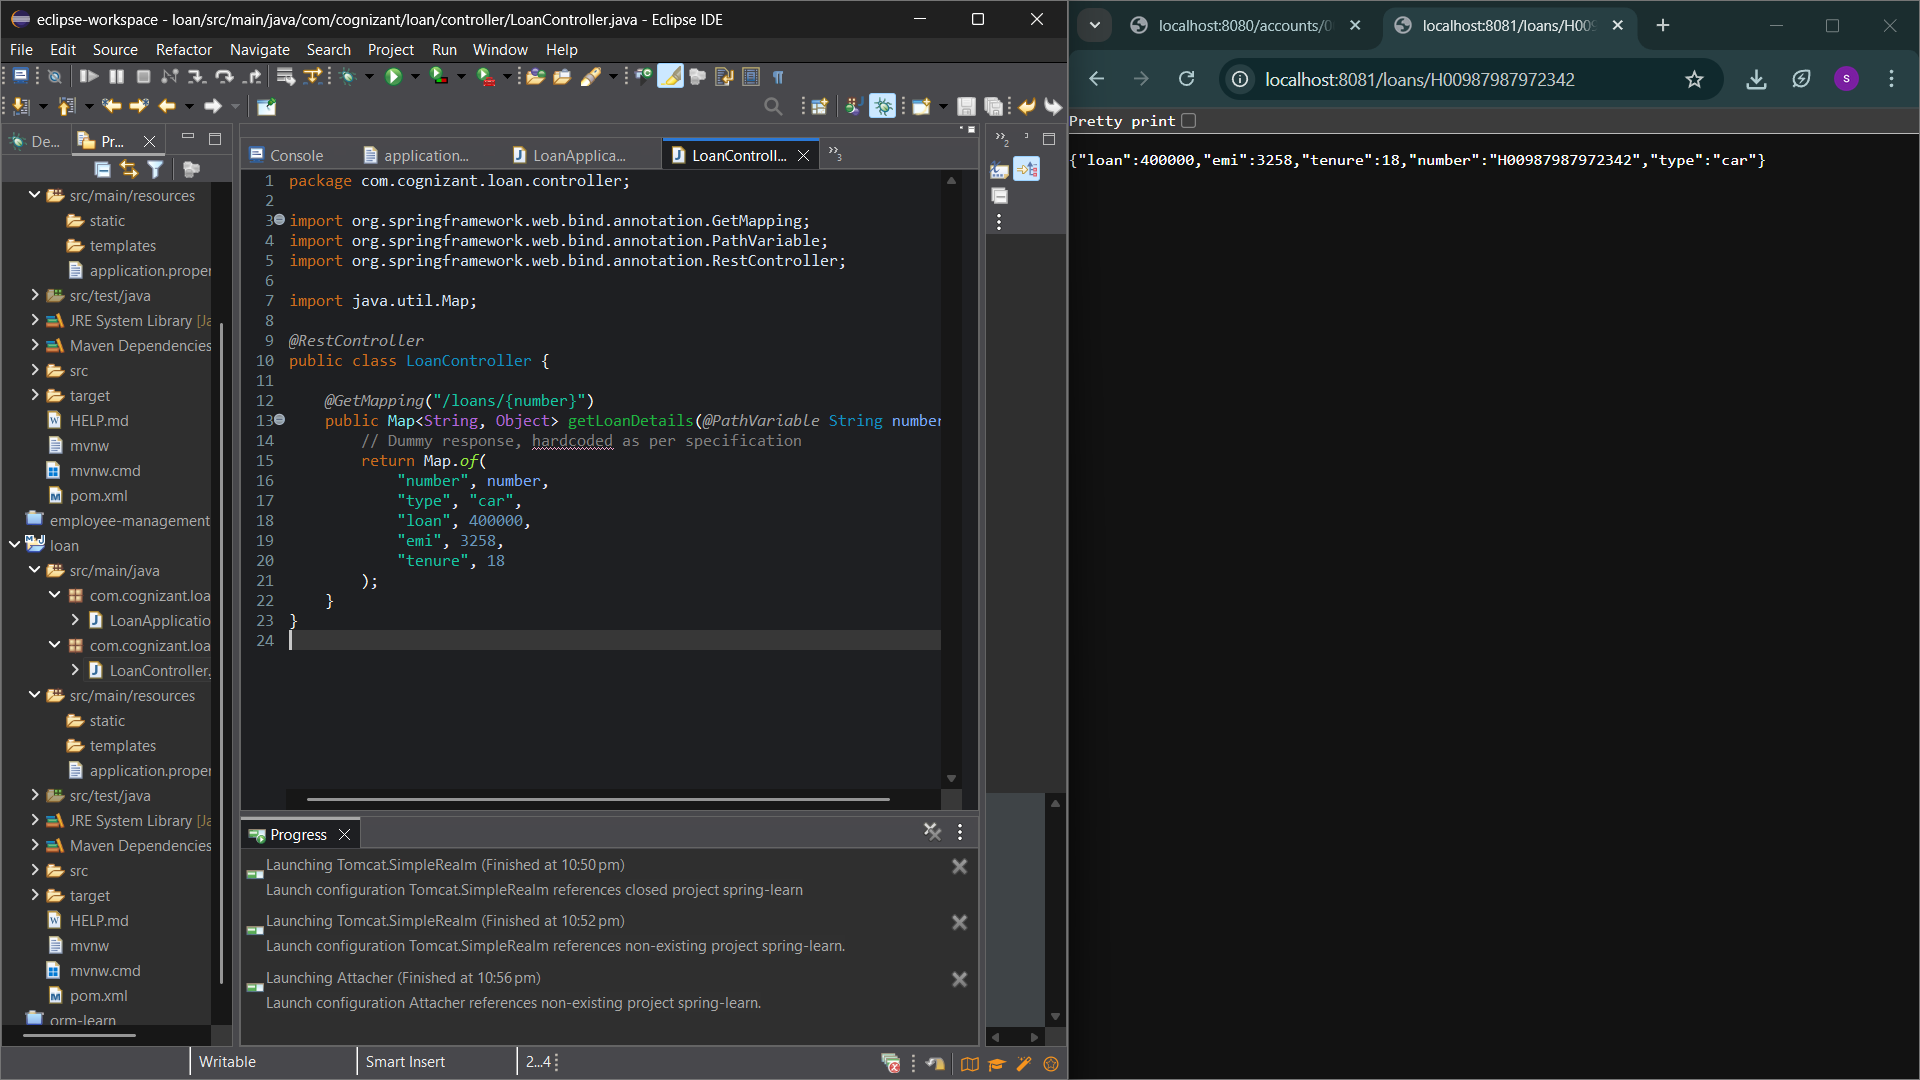 eclipse-workspace - loan/src/main/java/com/cognizant/loan/controller/LoanController.java - Eclipse IDE
File Edit Source Refactor Navigate Search Project Run Window Help
De... Pr...
src/main/resources
static
templates
application.proper
src/test/java
JRE System Library [Ja
Maven Dependencies
src
target
HELP.md
mvnw
mvnw.cmd
pom.xml
employee-management
loan
src/main/java
com.cognizant.loa
LoanApplicatio
com.cognizant.loa
LoanController.
src/main/resources
static
templates
application.proper
src/test/java
JRE System Library [Ja
Maven Dependencies
src
target
HELP.md
mvnw
mvnw.cmd
pom.xml
orm-learn
Console application... LoanApplica... LoanControll... 3
1 package com.cognizant.loan.controller;
2
3 import org.springframework.web.bind.annotation.GetMapping;
4 import org.springframework.web.bind.annotation.PathVariable;
5 import org.springframework.web.bind.annotation.RestController;
6
7 import java.util.Map;
8
9 @RestController
10 public class LoanController {
11
12 @GetMapping("/loans/{number}")
13 public Map<String, Object> getLoanDetails(@PathVariable String number
14 // Dummy response, hardcoded as per specification
15 return Map.of(
16 "number", number,
17 "type", "car",
18 "loan", 400000,
19 "emi", 3258,
20 "tenure", 18
21 );
22 }
23 }
24
2
Progress
Launching Tomcat.SimpleRealm (Finished at 10:50 pm)
Launch configuration Tomcat.SimpleRealm references closed project spring-learn
Launching Tomcat.SimpleRealm (Finished at 10:52 pm)
Launch configuration Tomcat.SimpleRealm references non-existing project spring-learn.
Launching Attacher (Finished at 10:56 pm)
Launch configuration Attacher references non-existing project spring-learn.
Writable Smart Insert 2...4
localhost:8080/accounts/0 localhost:8081/loans/H009
localhost:8081/loans/H00987987972342
S
Pretty print
{"loan":400000,"emi":3258,"tenure":18,"number":"H00987987972342","type":"car"}